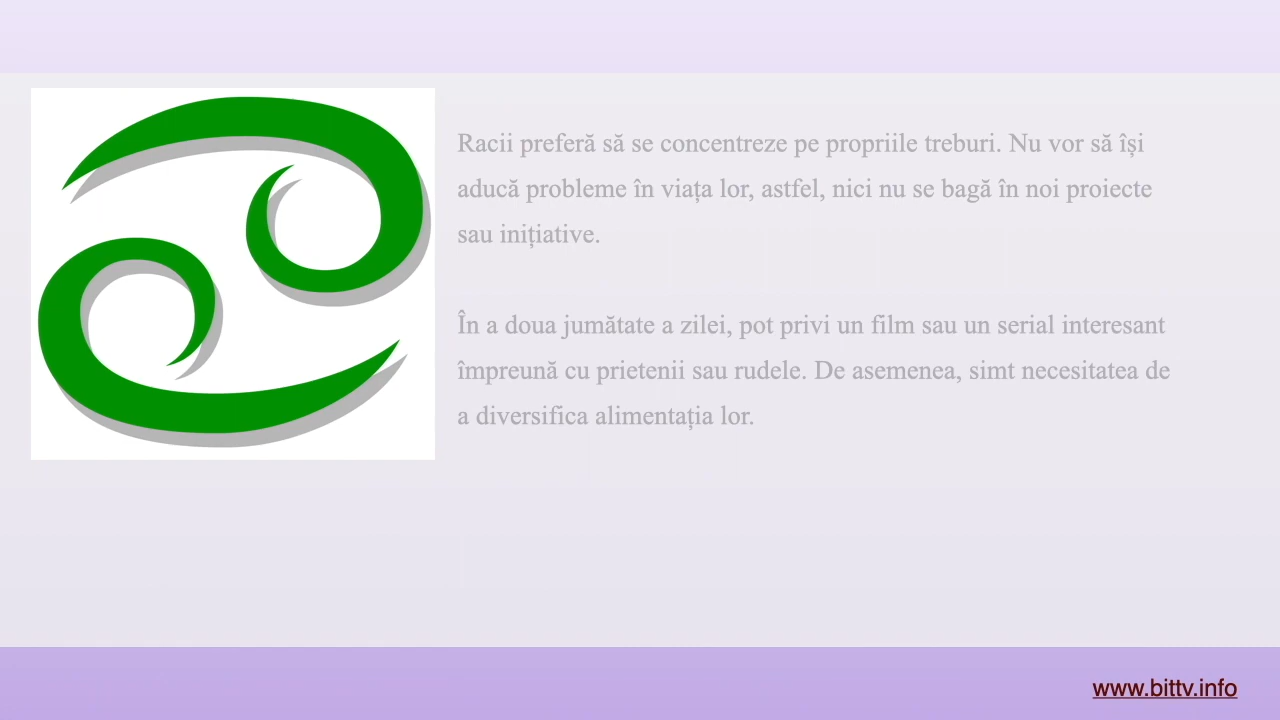 Racii preferă să se concentreze pe propriile treburi. Nu vor să își
aducă probleme în viața lor, astfel, nici nu se bagă în noi proiecte
sau inițiative.
În a doua jumătate a zilei, pot privi un film sau un serial interesant
împreună cu prietenii sau rudele. De asemenea, simt necesitatea de
a diversifica alimentația lor.
www.bittv.info